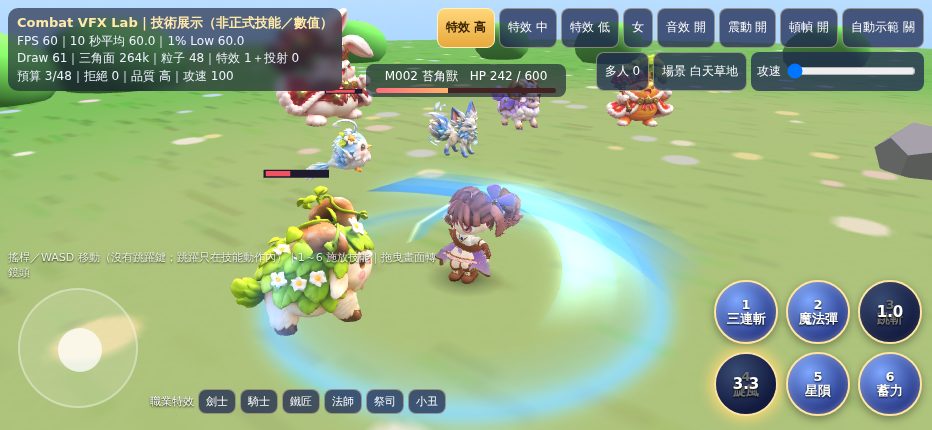 Combat VFX Lab｜技術展示（非正式技能／數值）
FPS 60｜10 秒平均 60.0｜1% Low 60.0
Draw 61｜三角面 264k｜粒子 48｜特效 1＋投射 0
預算 3/48｜拒絕 0｜品質 高｜攻速 100
特效 高
特效 中
特效 低
女
音效 開
震動 開
頓幀 開
自動示範 關
多人 0
場景 白天草地
攻速
M002 苔角獸 HP 242 / 600
搖桿／WASD 移動（沒有跳躍鍵；跳躍只在技能動作內）｜1～6 施放技能｜拖曳畫面轉
鏡頭
1
三連斬
2
魔法彈
1.0
3.3
旋風
5
星隕
6
蓄力
職業特效
劍士
騎士
鐵匠
法師
祭司
小丑